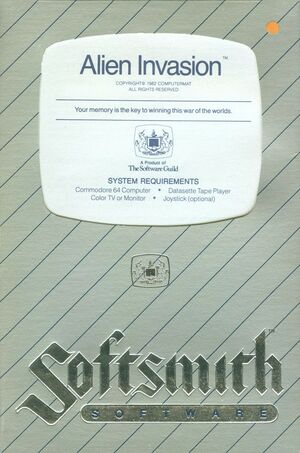 Alien Invasion™
COPYRIGHT© 1982 COMPUTERMAT
ALL RIGHTS RESERVED
Your memory is the key to winning this war of the worlds.
A Product of
The Software Guild
SYSTEM REQUIREMENTS
Commodore 64 Computer • Datasette Tape Player
Color TV or Monitor • Joystick (optional)
Softsmith™
SOFTWARE